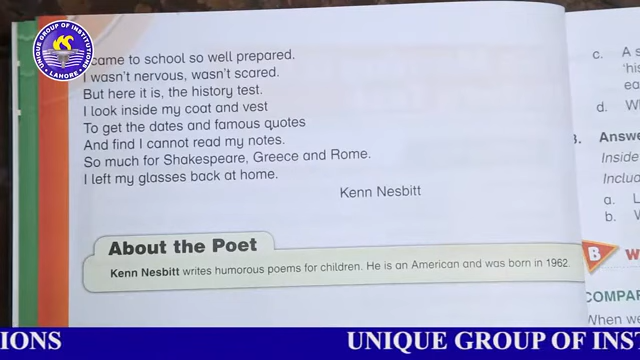 UNIQUE GROUP OF INSTITUTIONS
LAHORE
came to school so well prepared.
I wasn't nervous, wasn't scared.
But here it is, the history test.
I look inside my coat and vest
To get the dates and famous quotes
And find I cannot read my notes.
So much for Shakespeare, Greece and Rome.
I left my glasses back at home.
Kenn Nesbitt
About the Poet
Kenn Nesbitt writes humorous poems for children. He is an American and was born in 1962.
c. A s
'his
ea
d. W
B. Answe
Inside
Includ
a. L
b. W
B W
COMPAR
When we
IONS UNIQUE GROUP OF INST